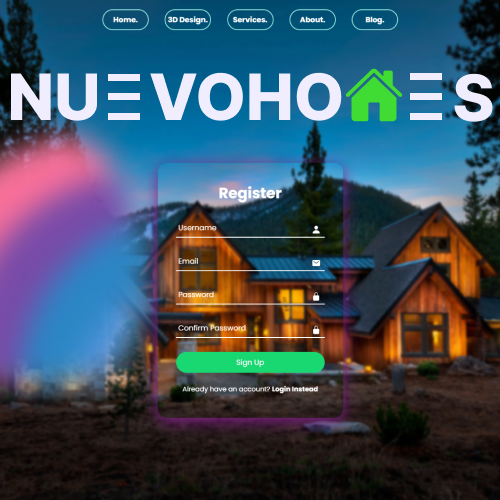 Home. 3D Design. Services. About. Blog.
NUEVOHOMES
Register
Username
Email
Password
Confirm Password
Sign Up
Already have an account? Login Instead